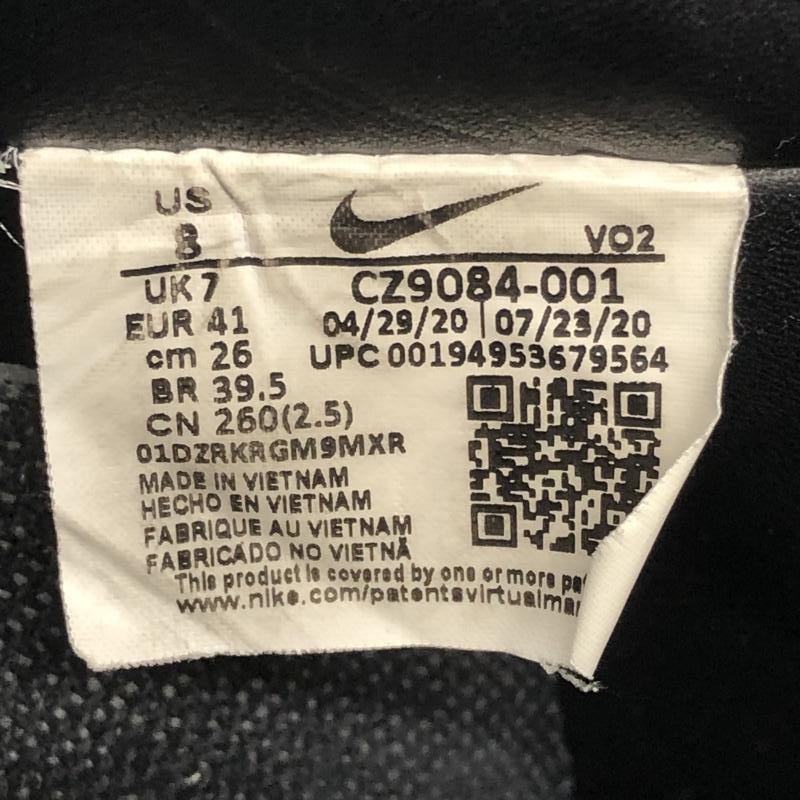 US
8
VO2
UK 7
CZ9084-001
EUR 41
04/29/20 | 07/23/20
cm 26
UPC 00194953679564
BR 39.5
CN 260(2.5)
01DZRKRGM9MXR
MADE IN VIETNAM
HECHO EN VIETNAM
FABRIQUE AU VIETNAM
FABRICADO NO VIETNÃ
This product is covered by one or more pa
www.nike.com/patentsvirtualmar